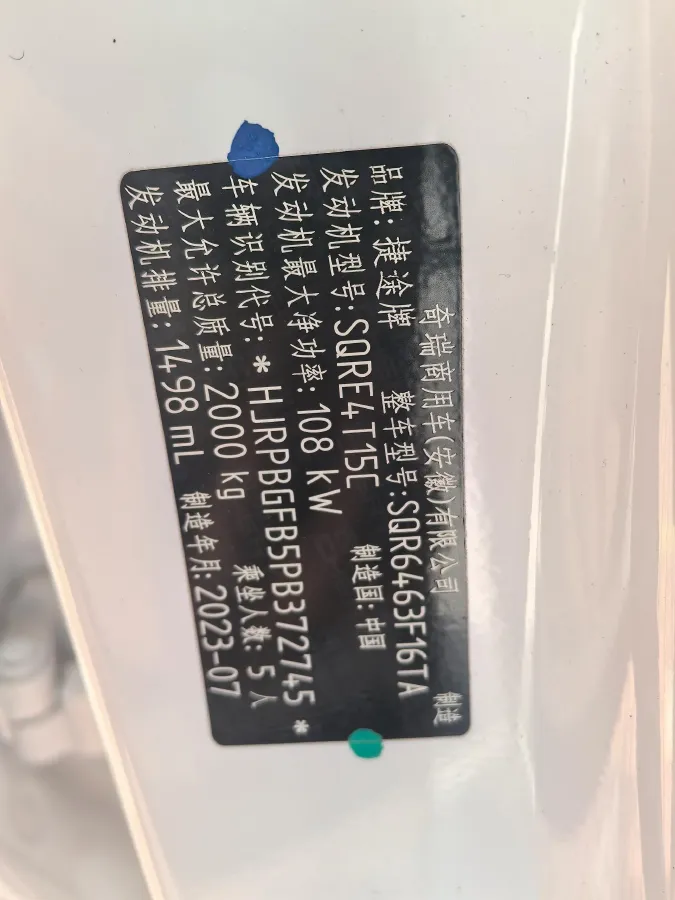 奇瑞商用车(安徽)有限公司 制造
品牌: 捷途牌 整车型号:SQR6463F16TA
发动机型号:SQRE4T15C 制造国:中国
发动机最大净功率: 108 kW
车辆识别代号: * HJRPBGFB5PB372745 *
最大允许总质量: 2000 kg 乘坐人数: 5 人
发动机排量: 1498 mL 制造年月: 2023-07